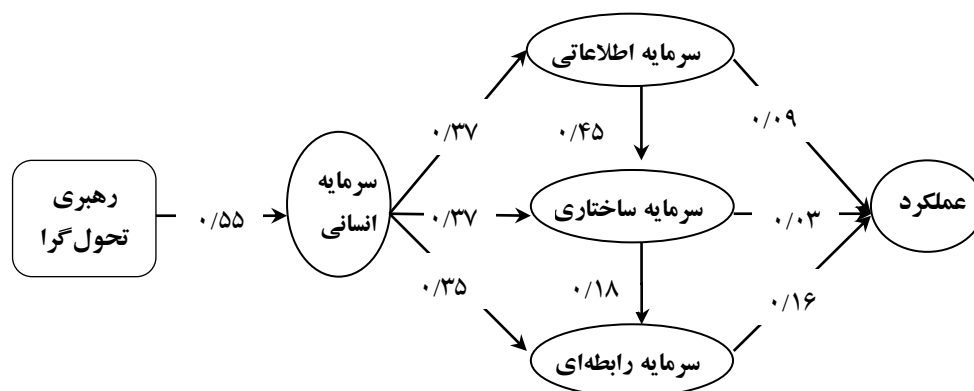 سرمایه اطلاعاتی
۰/۳۷
۰/۴۵
۰/۰۹
رهبری
تحول‌گرا
۰/۵۵
سرمایه
انسانی
۰/۳۷
سرمایه ساختاری
۰/۰۳
عملکرد
۰/۳۵
۰/۱۸
۰/۱۶
سرمایه رابطه‌ای